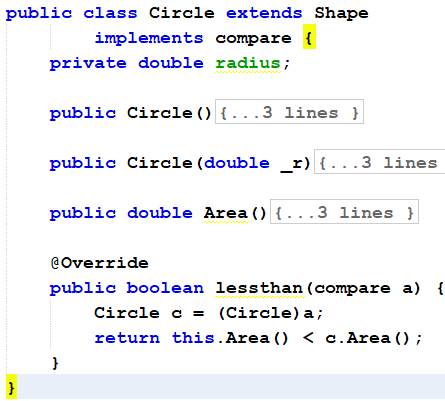 public class Circle extends Shape
        implements compare {
    private double radius;
    public Circle(){...3 lines }
    public Circle(double _r){...3 lines
    public double Area(){...3 lines }
    @Override
    public boolean lessthan(compare a) {
        Circle c = (Circle)a;
        return this.Area() < c.Area();
    }
}